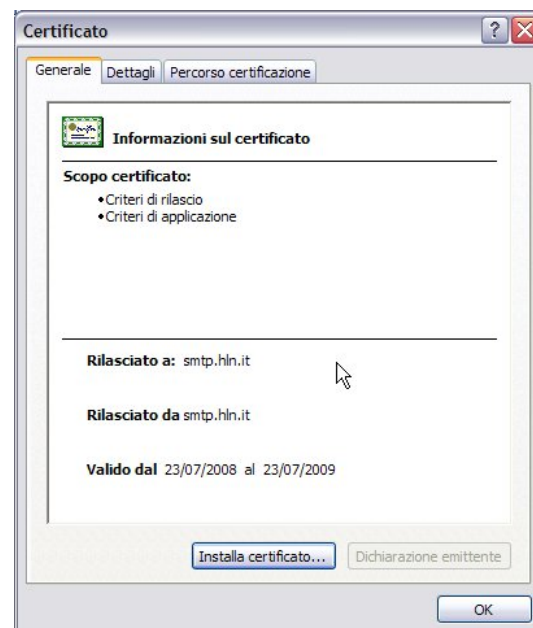 Certificato
Generale Dettagli Percorso certificazione
Informazioni sul certificato
Scopo certificato:
•Criteri di rilascio
•Criteri di applicazione
Rilasciato a: smtp.hln.it
Rilasciato da smtp.hln.it
Valido dal 23/07/2008 al 23/07/2009
Installa certificato... Dichiarazione emittente
OK